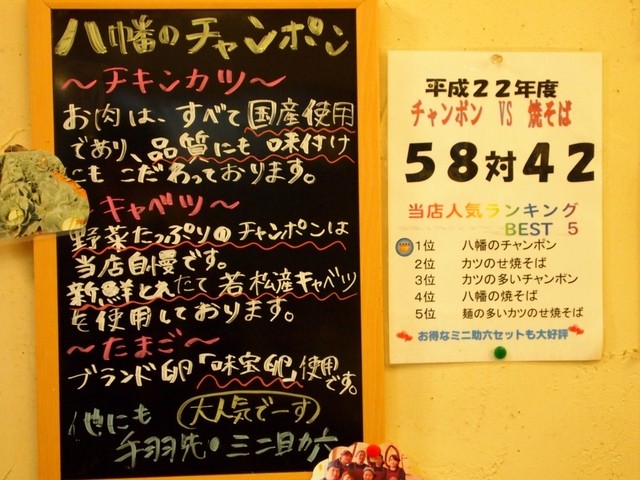 八幡のチャンポン
〜チキンカツ〜
お肉は、すべて国産使用
であり、品質にも味付け
にもこだわっております。
〜キャベツ〜
野菜たっぷりのチャンポンは
当店自慢です。
新鮮とれたて若松産キャベツ
を使用しております。
〜たまご〜
ブランド卵「味宝卵」使用です。
他にも 大人気でーす
手羽先・ミニ助六
平成22年度
チャンポン VS 焼そば
58対42
当店人気ランキング
BEST 5
1位 八幡のチャンポン
2位 カツのせ焼そば
3位 カツの多いチャンポン
4位 八幡の焼そば
5位 麺の多いカツのせ焼そば
お得なミニ助六セットも大好評